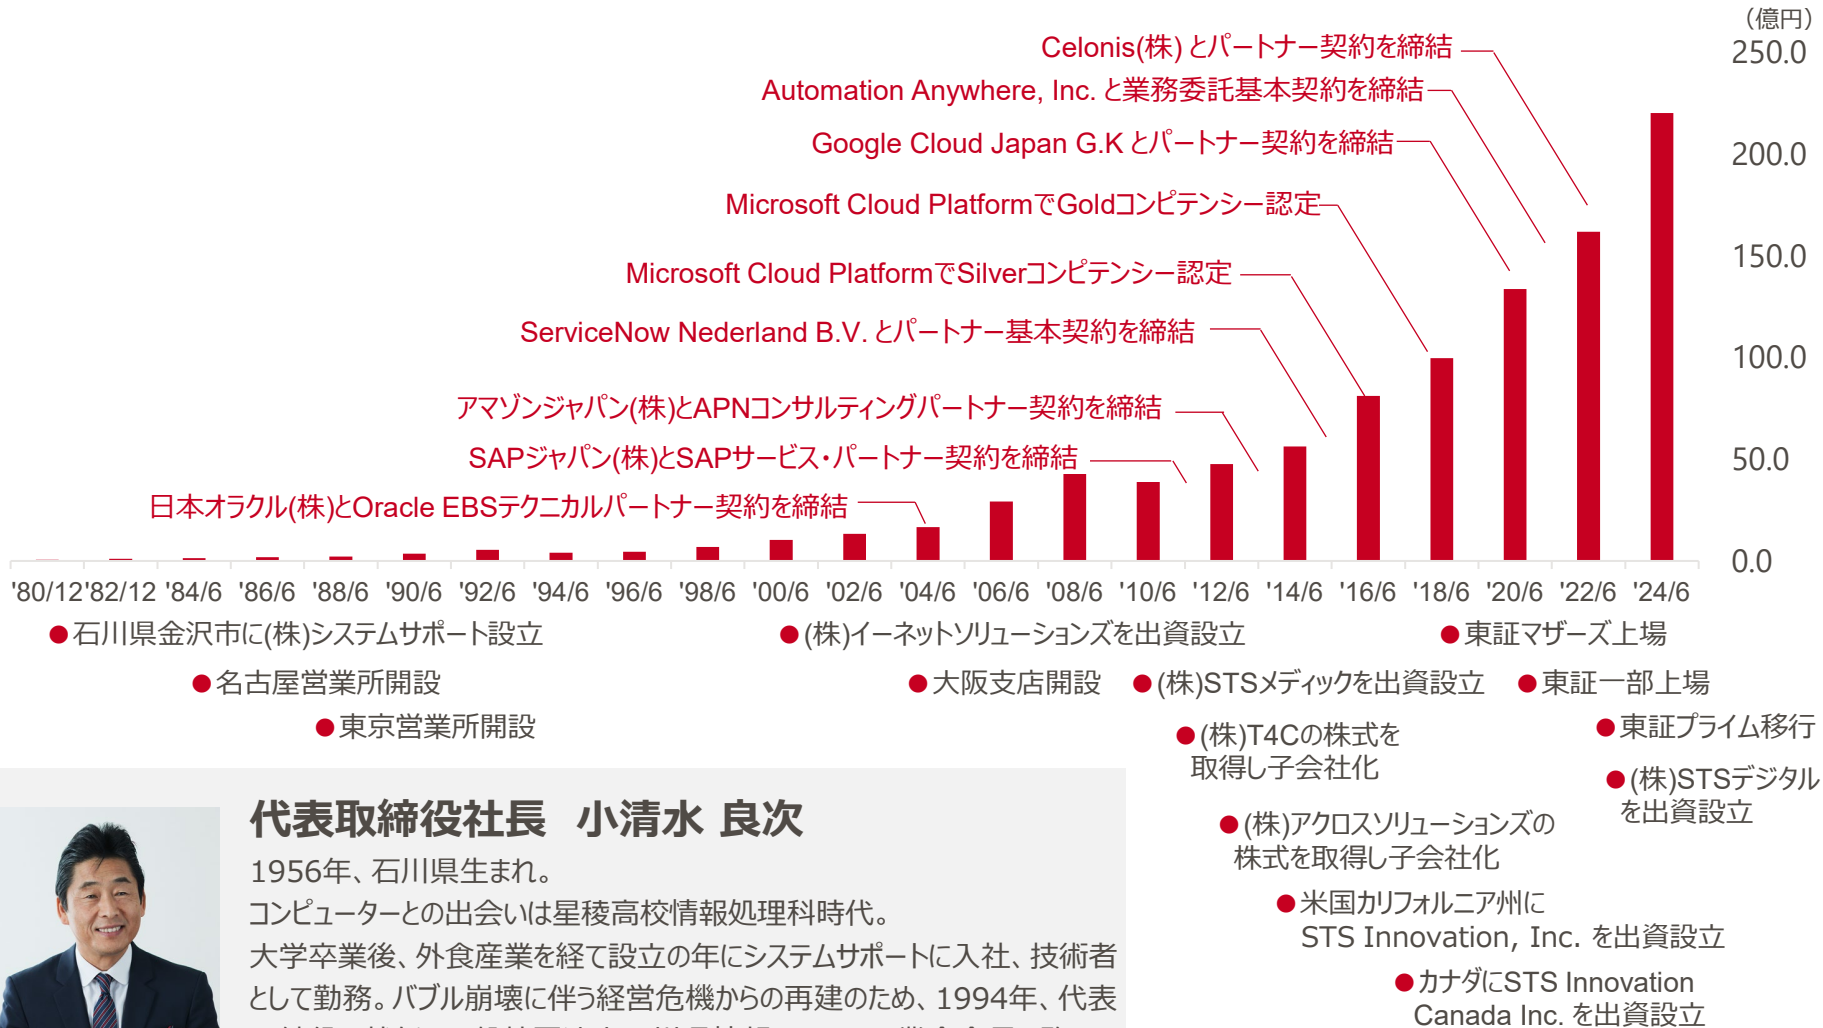 （億円）
250.0
200.0
150.0
100.0
50.0
0.0
Celonis(株) とパートナー契約を締結
Automation Anywhere, Inc. と業務委託基本契約を締結
Google Cloud Japan G.K とパートナー契約を締結
Microsoft Cloud PlatformでGoldコンピテンシー認定
Microsoft Cloud PlatformでSilverコンピテンシー認定
ServiceNow Nederland B.V. とパートナー基本契約を締結
アマゾンジャパン(株)とAPNコンサルティングパートナー契約を締結
SAPジャパン(株)とSAPサービス・パートナー契約を締結
日本オラクル(株)とOracle EBSテクニカルパートナー契約を締結
'80/12 '82/12 '84/6 '86/6 '88/6 '90/6 '92/6 '94/6 '96/6 '98/6 '00/6 '02/6 '04/6 '06/6 '08/6 '10/6 '12/6 '14/6 '16/6 '18/6 '20/6 '22/6 '24/6
●石川県金沢市に(株)システムサポート設立
●(株)イーネットソリューションズを出資設立
●東証マザーズ上場
●名古屋営業所開設
●大阪支店開設
●(株)STSメディックを出資設立
●東証一部上場
●東京営業所開設
●(株)T4Cの株式を
取得し子会社化
●東証プライム移行
●(株)STSデジタル
を出資設立
●(株)アクロスソリューションズの
株式を取得し子会社化
●米国カリフォルニア州に
STS Innovation, Inc. を出資設立
●カナダにSTS Innovation
Canada Inc. を出資設立
代表取締役社長 小清水 良次
1956年、石川県生まれ。
コンピューターとの出会いは星稜高校情報処理科時代。
大学卒業後、外食産業を経て設立の年にシステムサポートに入社、技術者
として勤務。バブル崩壊に伴う経営危機からの再建のため、1994年、代表